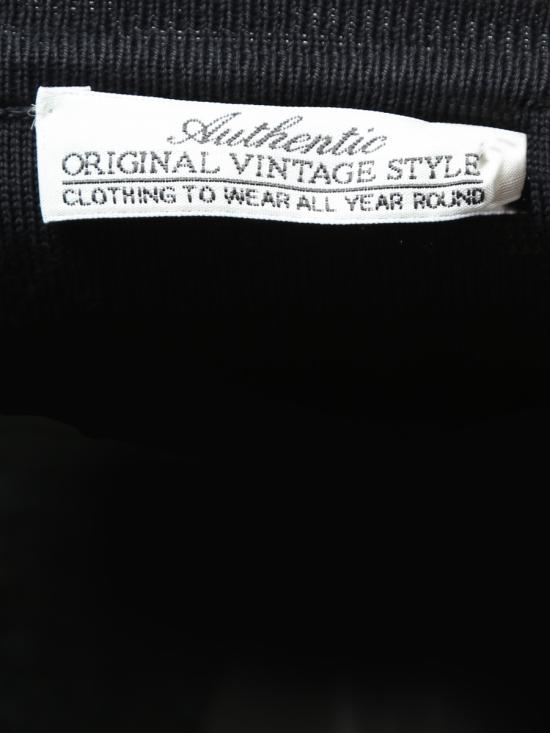 Authentic
ORIGINAL VINTAGE STYLE
CLOTHING TO WEAR ALL YEAR ROUND